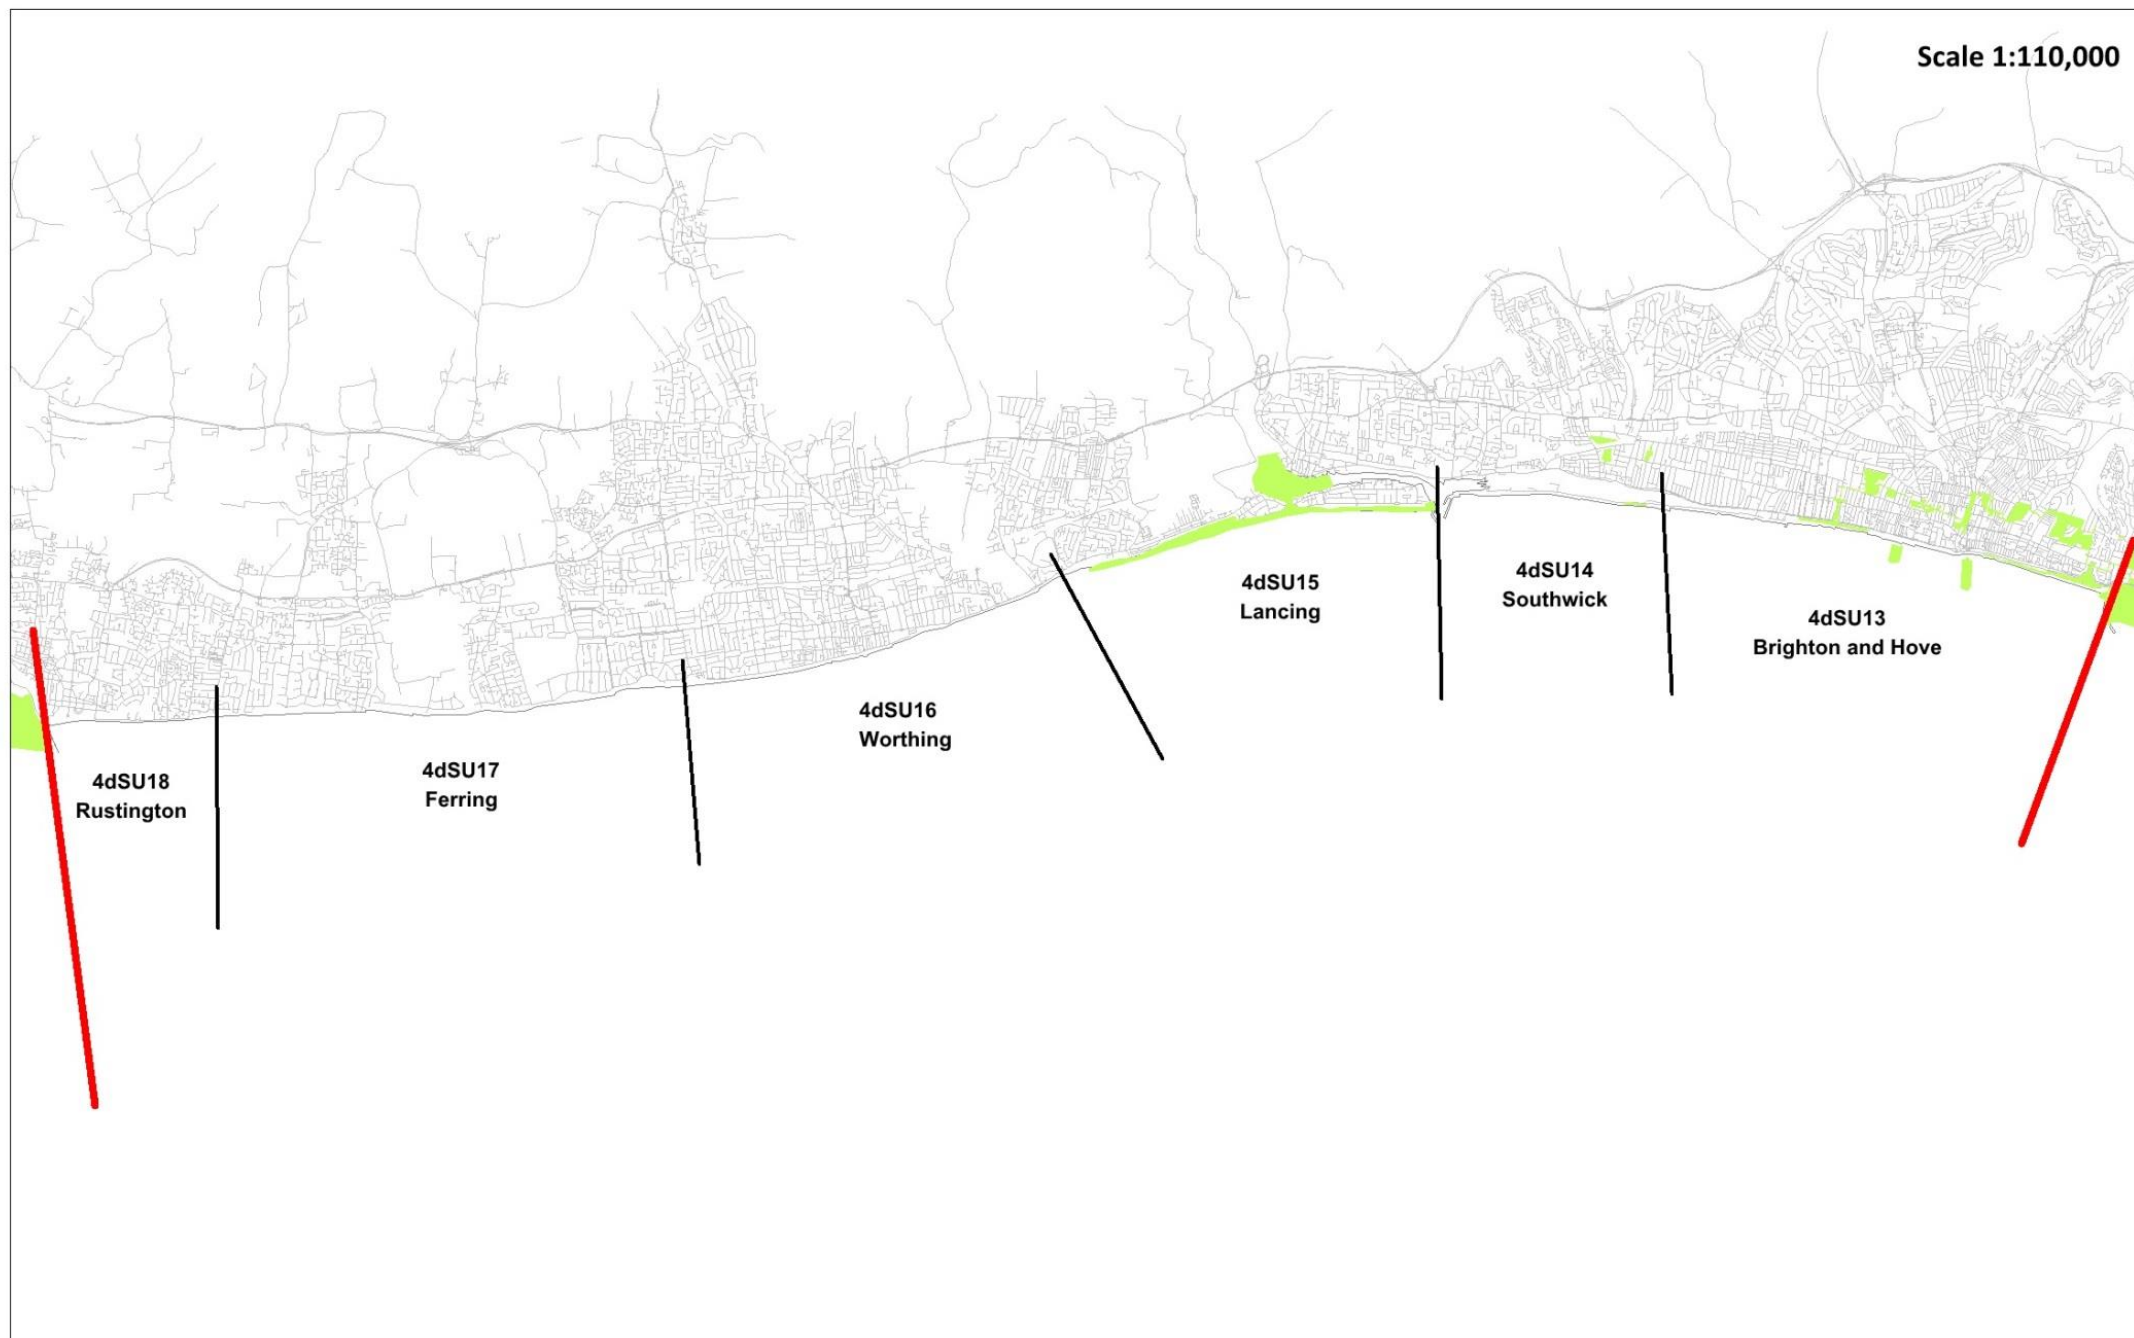 Scale 1:110,000
4dSU15
Lancing
4dSU14
Southwick
4dSU13
Brighton and Hove
4dSU16
Worthing
4dSU17
Ferring
4dSU18
Rustington